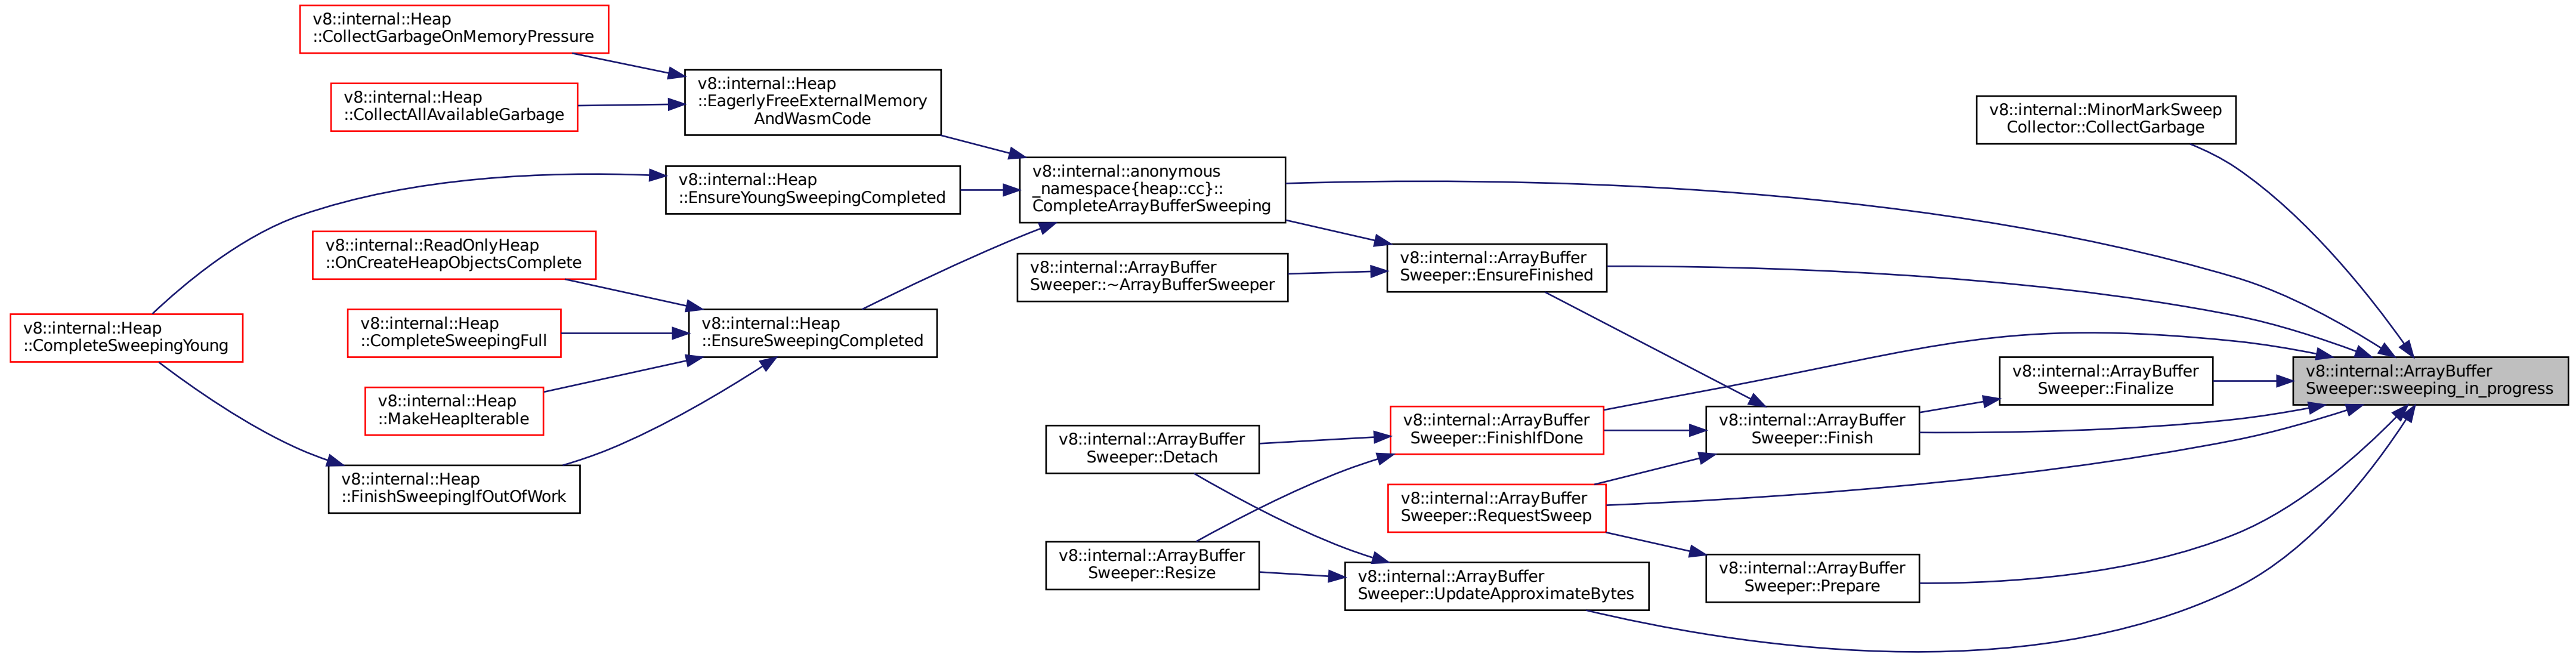 v8::internal::Heap
::CollectGarbageOnMemoryPressure
v8::internal::Heap
::CollectAllAvailableGarbage
v8::internal::Heap
::EagerlyFreeExternalMemory
AndWasmCode
v8::internal::Heap
::EnsureYoungSweepingCompleted
v8::internal::ReadOnlyHeap
::OnCreateHeapObjectsComplete
v8::internal::Heap
::CompleteSweepingYoung
v8::internal::Heap
::CompleteSweepingFull
v8::internal::Heap
::MakeHeapIterable
v8::internal::Heap
::FinishSweepingIfOutOfWork
v8::internal::Heap
::EnsureSweepingCompleted
v8::internal::anonymous
_namespace{heap::cc}::
CompleteArrayBufferSweeping
v8::internal::ArrayBuffer
Sweeper::~ArrayBufferSweeper
v8::internal::ArrayBuffer
Sweeper::EnsureFinished
v8::internal::ArrayBuffer
Sweeper::Detach
v8::internal::ArrayBuffer
Sweeper::Resize
v8::internal::ArrayBuffer
Sweeper::FinishIfDone
v8::internal::ArrayBuffer
Sweeper::RequestSweep
v8::internal::ArrayBuffer
Sweeper::UpdateApproximateBytes
v8::internal::ArrayBuffer
Sweeper::Finish
v8::internal::ArrayBuffer
Sweeper::Prepare
v8::internal::MinorMarkSweep
Collector::CollectGarbage
v8::internal::ArrayBuffer
Sweeper::Finalize
v8::internal::ArrayBuffer
Sweeper::sweeping_in_progress